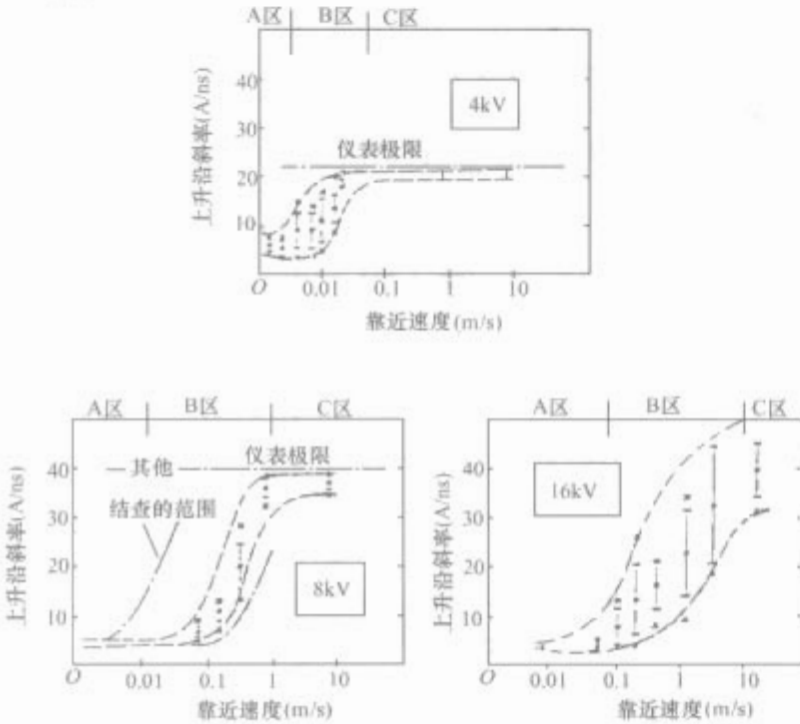 A区 B区 C区
上升沿斜率(A/ns)
40
30
20
10
4kV
仪表极限
O 0.01 0.1 1 10
靠近速度(m/s)
A区 B区 C区
上升沿斜率(A/ns)
40
30
20
10
其他
仪表极限
结查的范围
8kV
O 0.01 0.1 1 10
靠近速度(m/s)
A区 B区 C区
上升沿斜率(A/ns)
40
30
20
10
16kV
O 0.01 0.1 1 10
靠近速度(m/s)